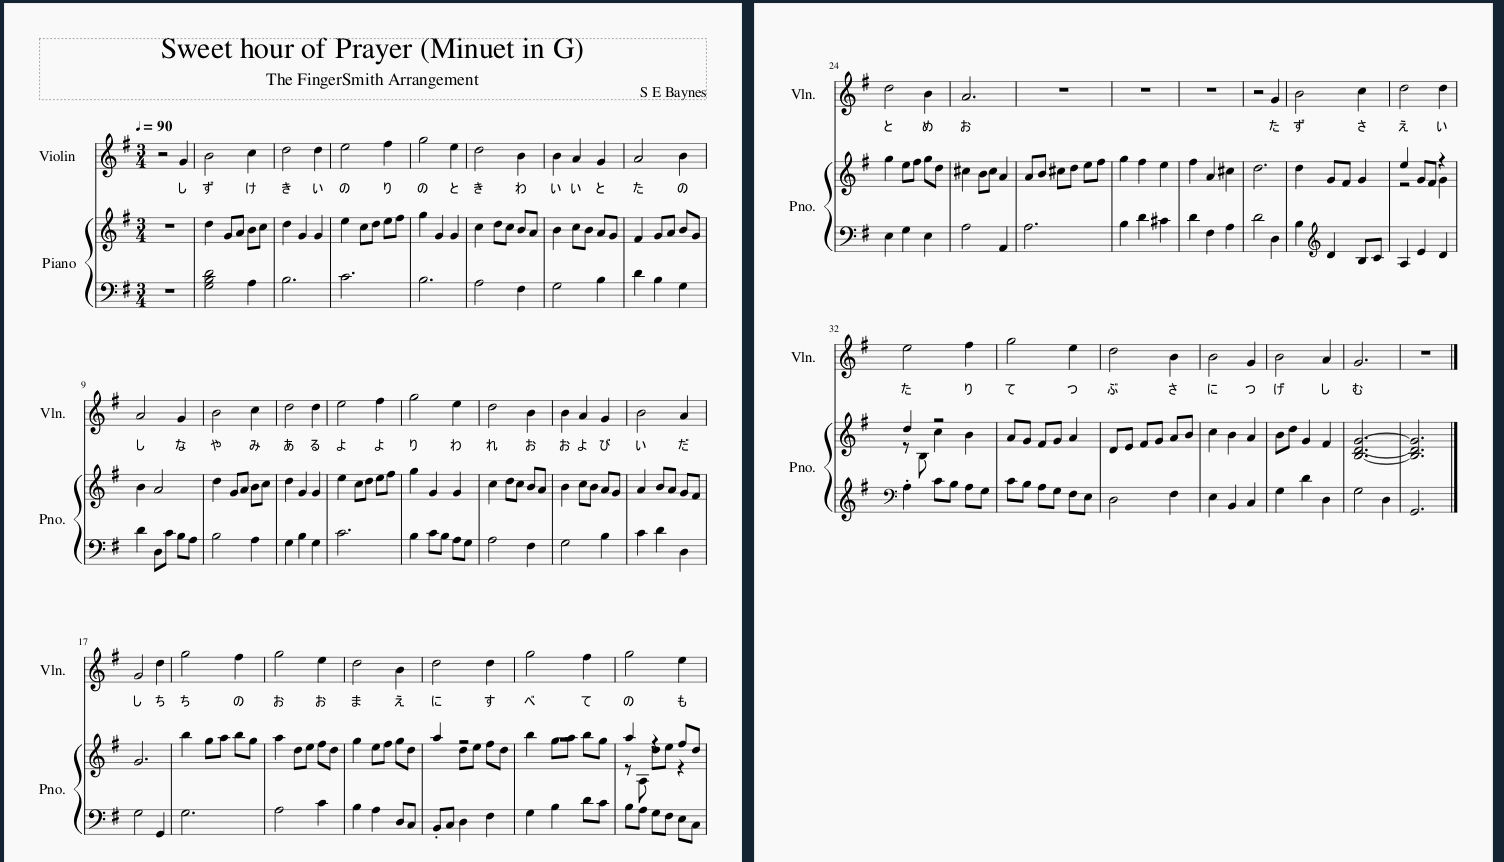 Sweet hour of Prayer (Minuet in G)
The FingerSmith Arrangement
S E Baynes
♩ = 90
Violin
3 4
し ず け き い の り の と き わ い い と た の
Piano
3 4
3 4
9
Vln.
し な や み あ る よ よ り わ れ お お よ び い だ
Pno.
17
Vln.
し ち ち の お お ま え に す べ て の も
Pno.
24
Vln.
と め お た ず さ え い
Pno.
32
Vln.
た り て つ ぶ さ に つ げ し む
Pno.